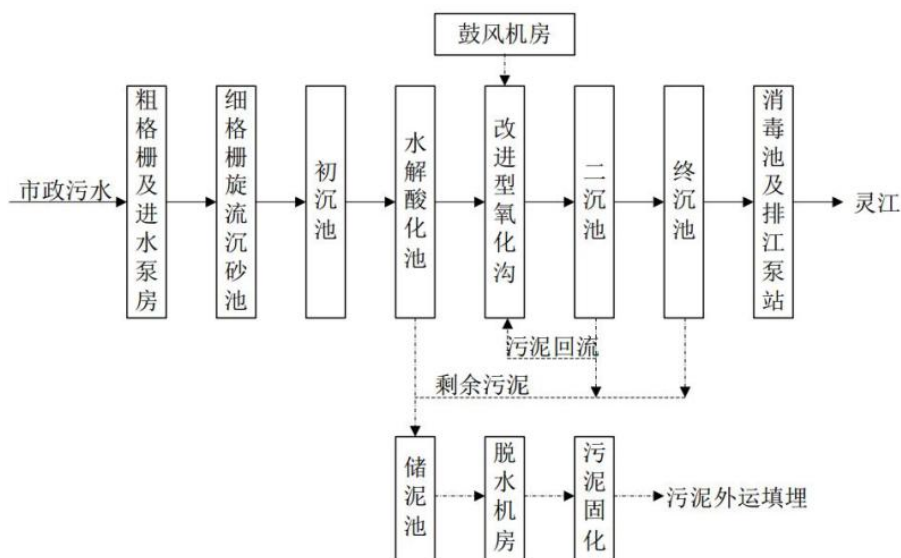 鼓风机房
市政污水
粗格栅及进水泵房
细格栅旋流沉砂池
初沉池
水解酸化池
改进型氧化沟
二沉池
终沉池
消毒池及排江泵站
灵江
污泥回流
剩余污泥
储泥池
脱水机房
污泥固化
污泥外运填埋